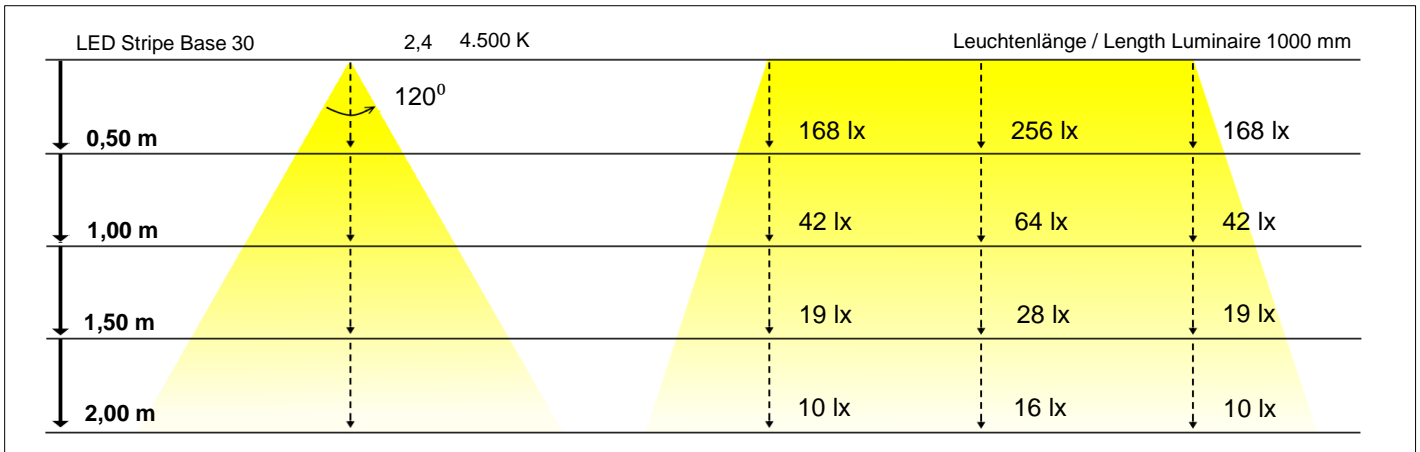 LED Stripe Base 30 2,4 4.500 K Leuchtenlänge / Length Luminaire 1000 mm
120⁰
0,50 m 168 lx 256 lx 168 lx
1,00 m 42 lx 64 lx 42 lx
1,50 m 19 lx 28 lx 19 lx
2,00 m 10 lx 16 lx 10 lx